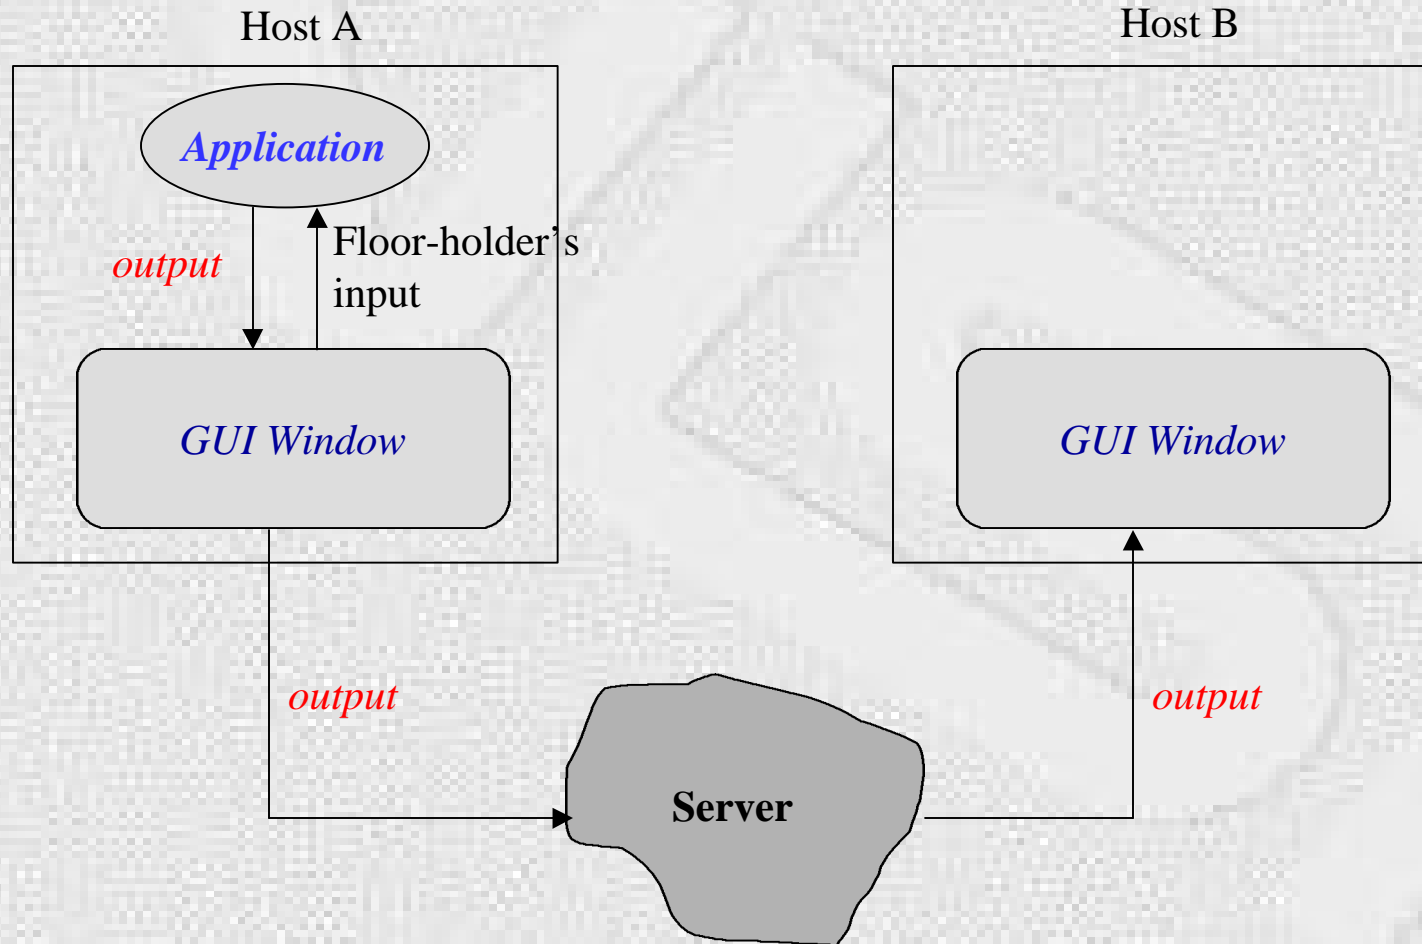 Host A
Host B
Application
output
Floor-holder's
input
GUI Window
GUI Window
output
output
Server